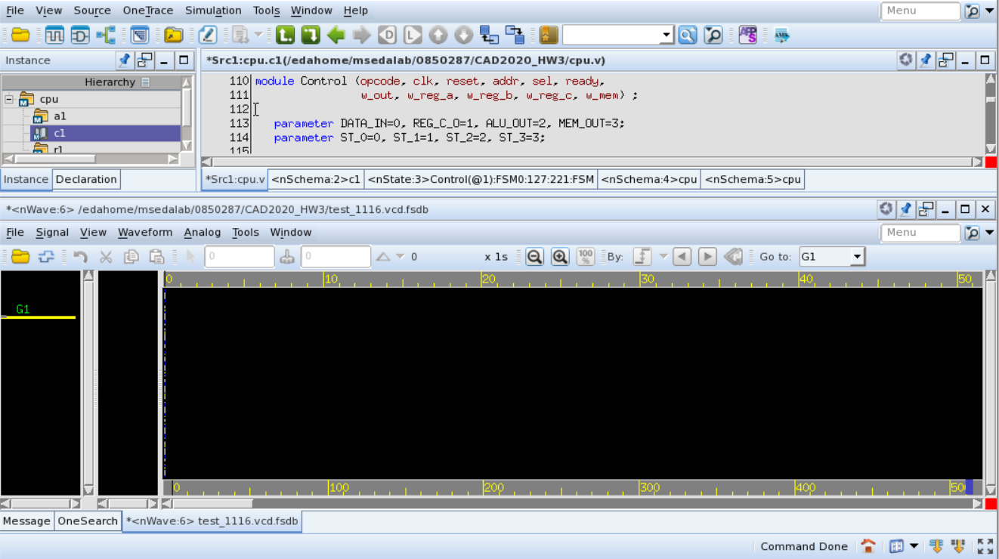 File View Source OneTrace Simulation Tools Window Help Menu
Instance *Src1:cpu.c1(/edahome/msedalab/0850287/CAD2020_HW3/cpu.v)
Hierarchy
cpu
a1
c1
r1
110 module Control (opcode, clk, reset, addr, sel, ready,
111 w_out, w_reg_a, w_reg_b, w_reg_c, w_mem) ;
112
113 parameter DATA_IN=0, REG_C_O=1, ALU_OUT=2, MEM_OUT=3;
114 parameter ST_0=0, ST_1=1, ST_2=2, ST_3=3;
115
Instance Declaration *Src1:cpu.v <nSchema:2>c1 <nState:3>Control(@1):FSM0:127:221:FSM <nSchema:4>cpu <nSchema:5>cpu
*<nWave:6> /edahome/msedalab/0850287/CAD2020_HW3/test_1116.vcd.fsdb
File Signal View Waveform Analog Tools Window Menu
0 0 0 x 1s 100 % By: Go to: G1
0 10 20 30 40 50
G1
0 100 200 300 400 50
Message OneSearch *<nWave:6> test_1116.vcd.fsdb
Command Done